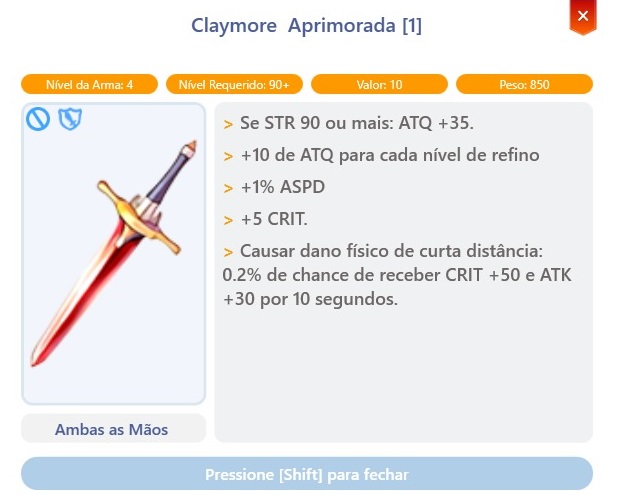 Claymore Aprimorada [1]
Nível da Arma: 4
Nível Requerido: 90+
Valor: 10
Peso: 850
> Se STR 90 ou mais: ATQ +35.
> +10 de ATQ para cada nível de refino
> +1% ASPD
> +5 CRIT.
> Causar dano físico de curta distância:
0.2% de chance de receber CRIT +50 e ATK
+30 por 10 segundos.
Ambas as Mãos
Pressione [Shift] para fechar